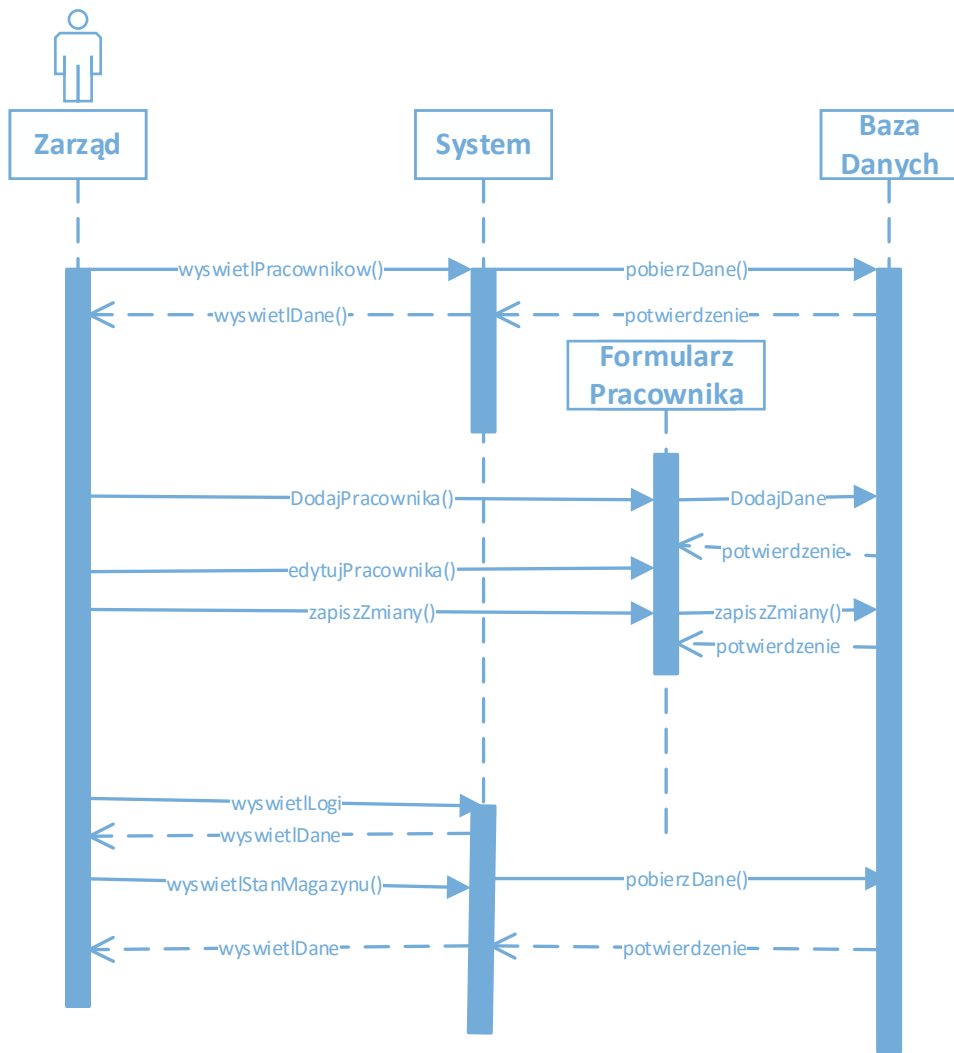 Zarząd
System
Baza
Danych
wyswietlPracownikow()
pobierzDane()
wyswietlDane()
potwierdzenie
Formularz
Pracownika
DodajPracownika()
DodajDane
potwierdzenie
edytujPracownika()
zapiszZmiany()
zapiszZmiany()
potwierdzenie
wyswietlLogi
wyswietlDane
wyswietlStanMagazynu()
pobierzDane()
wyswietlDane
potwierdzenie